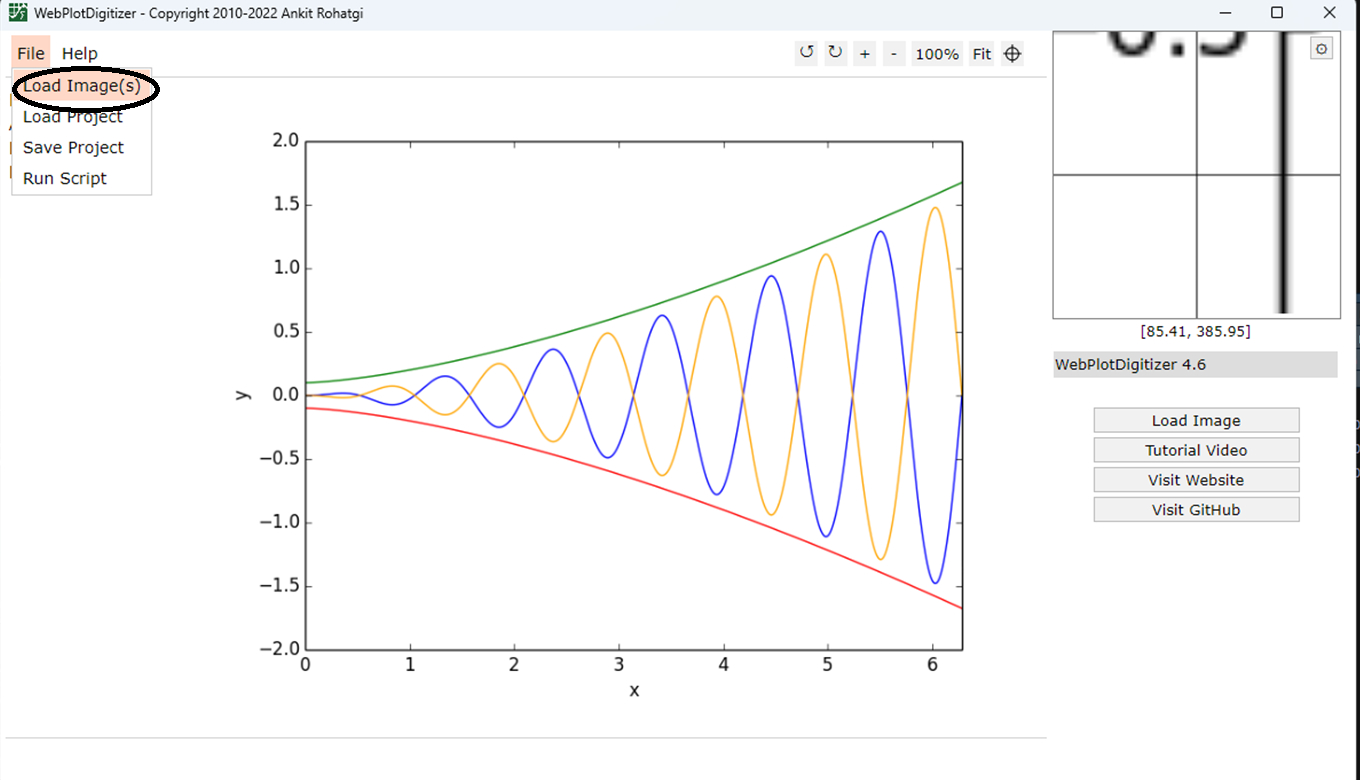 WebPlotDigitizer - Copyright 2010-2022 Ankit Rohatgi
File Help
↺ ↻ + - 100% Fit
Load Image(s)
Load Project
Save Project
Run Script
0.5
[85.41, 385.95]
WebPlotDigitizer 4.6
Load Image
Tutorial Video
Visit Website
Visit GitHub
2.0
1.5
1.0
0.5
0.0
−0.5
−1.0
−1.5
−2.0
y
0 1 2 3 4 5 6
x